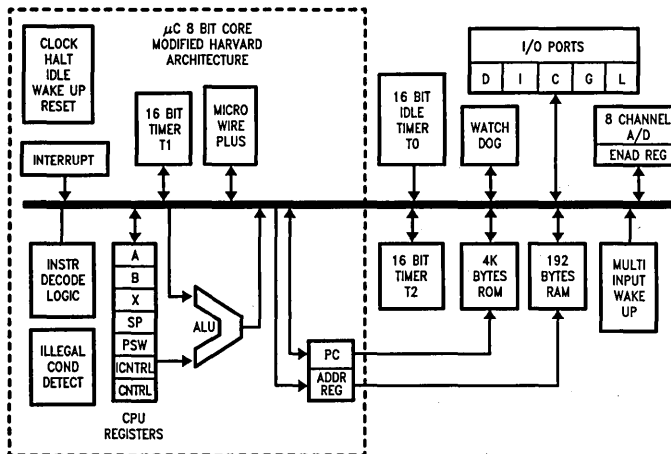 CLOCK
HALT
IDLE
WAKE UP
RESET
μC 8 BIT CORE
MODIFIED HARVARD
ARCHITECTURE
I/O PORTS
D I C G L
16 BIT
TIMER
T1
MICRO
WIRE
PLUS
16 BIT
IDLE
TIMER
T0
WATCH
DOG
8 CHANNEL
A/D
ENAD REG
INTERRUPT
INSTR
DECODE
LOGIC
A
B
X
SP
PSW
ICNTRL
CNTRL
ALU
16 BIT
TIMER
T2
4K
BYTES
ROM
192
BYTES
RAM
MULTI
INPUT
WAKE
UP
ILLEGAL
COND
DETECT
PC
ADDR
REG
CPU
REGISTERS